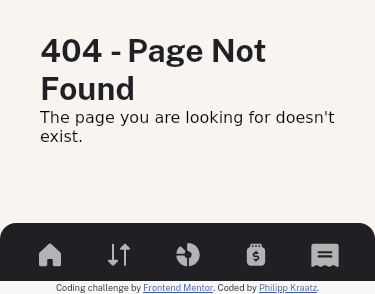 404 - Page Not
Found
The page you are looking for doesn't
exist.
$
Coding challenge by Frontend Mentor. Coded by Philipp Kraatz.